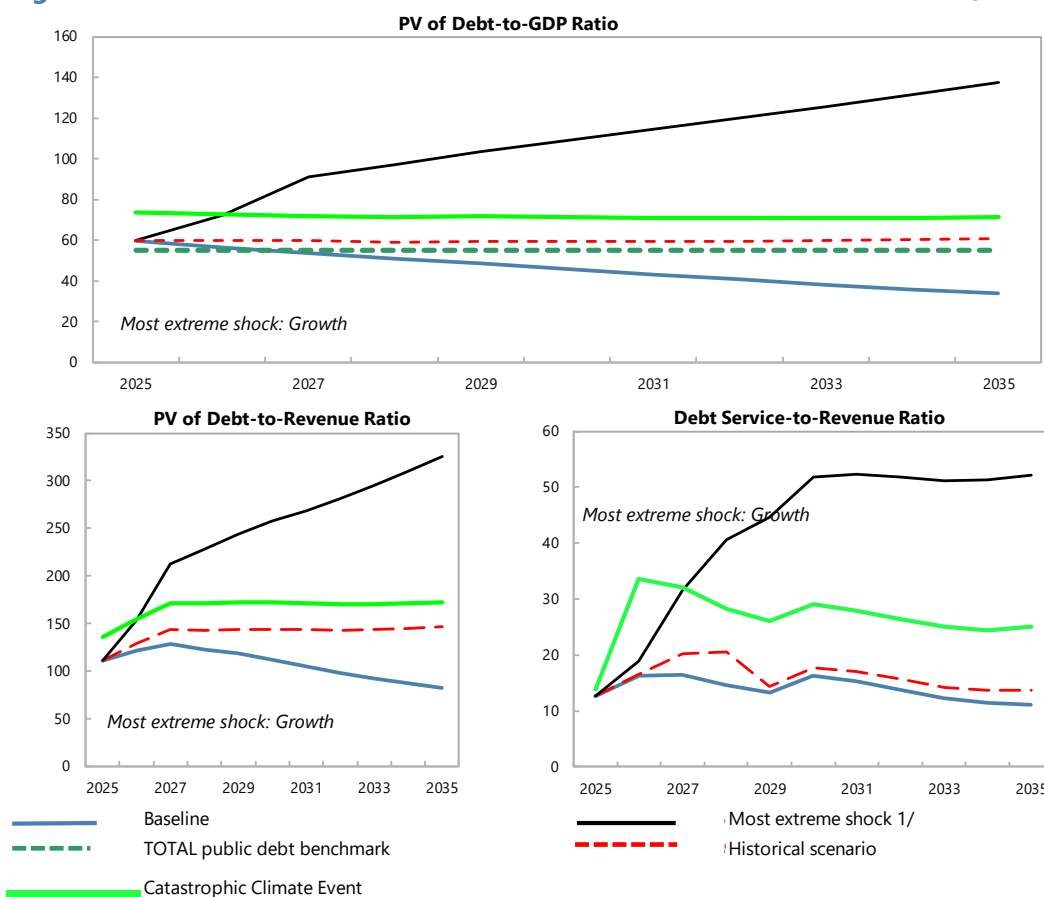 PV of Debt-to-GDP Ratio
160
140
120
100
80
60
40
20
0
Most extreme shock: Growth
2025 2027 2029 2031 2033 2035
PV of Debt-to-Revenue Ratio
350
300
250
200
150
100
50
0
Most extreme shock: Growth
2025 2027 2029 2031 2033 2035
Debt Service-to-Revenue Ratio
60
50
40
30
20
10
0
Most extreme shock: Growth
2025 2027 2029 2031 2033 2035
Baseline
Most extreme shock 1/
TOTAL public debt benchmark
Historical scenario
Catastrophic Climate Event